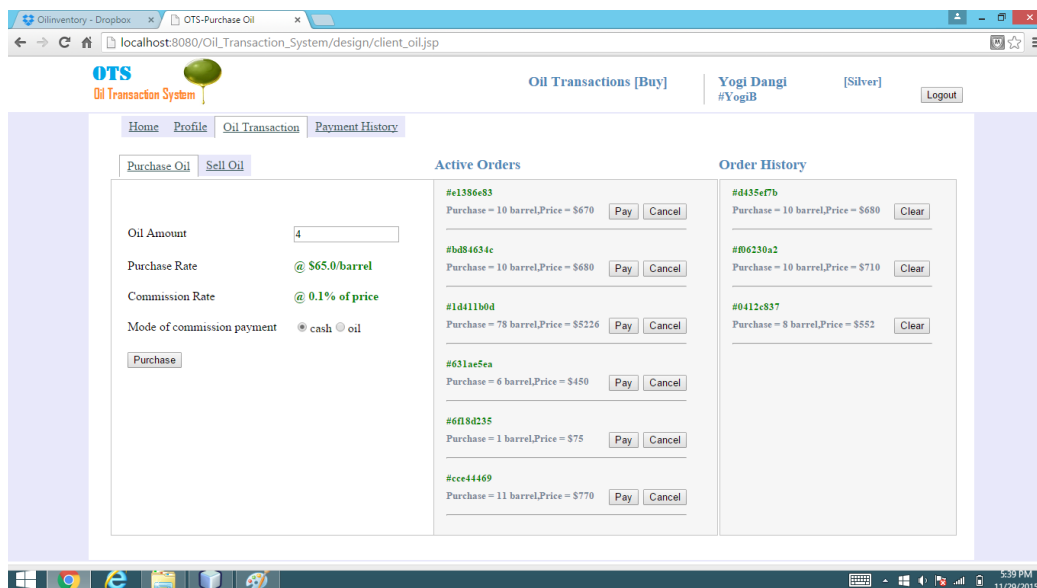 Oilinventory - Dropbox
OTS-Purchase Oil
localhost:8080/Oil_Transaction_System/design/client_oil.jsp
OTS
Oil Transaction System
Oil Transactions [Buy]
Yogi Dangi [Silver]
#YogiB
Logout
Home Profile Oil Transaction Payment History
Purchase Oil Sell Oil
Oil Amount 4
Purchase Rate @ $65.0/barrel
Commission Rate @ 0.1% of price
Mode of commission payment cash oil
Purchase
Active Orders
#e1386e83
Purchase = 10 barrel,Price = $670 Pay Cancel
#bd84634c
Purchase = 10 barrel,Price = $680 Pay Cancel
#1d411b0d
Purchase = 78 barrel,Price = $5226 Pay Cancel
#631ae5ea
Purchase = 6 barrel,Price = $450 Pay Cancel
#6f18d235
Purchase = 1 barrel,Price = $75 Pay Cancel
#cce44469
Purchase = 11 barrel,Price = $770 Pay Cancel
Order History
#d435ef7b
Purchase = 10 barrel,Price = $680 Clear
#f06230a2
Purchase = 10 barrel,Price = $710 Clear
#0412c837
Purchase = 8 barrel,Price = $552 Clear
5:39 PM
11/29/2015